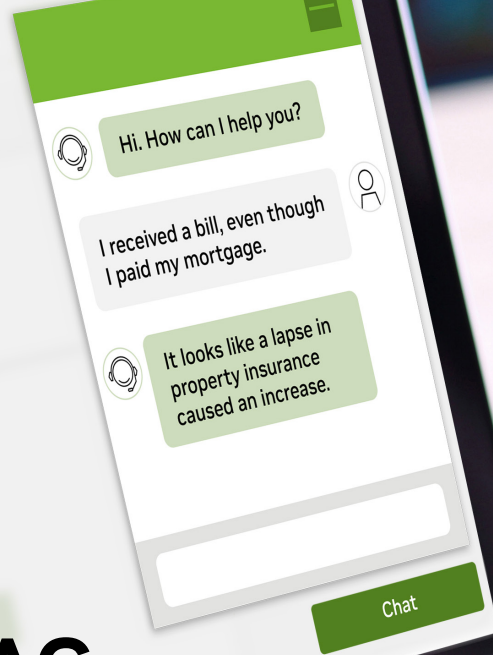 Hi. How can I help you?
I received a bill, even though
I paid my mortgage.
It looks like a lapse in
property insurance
caused an increase.
Chat